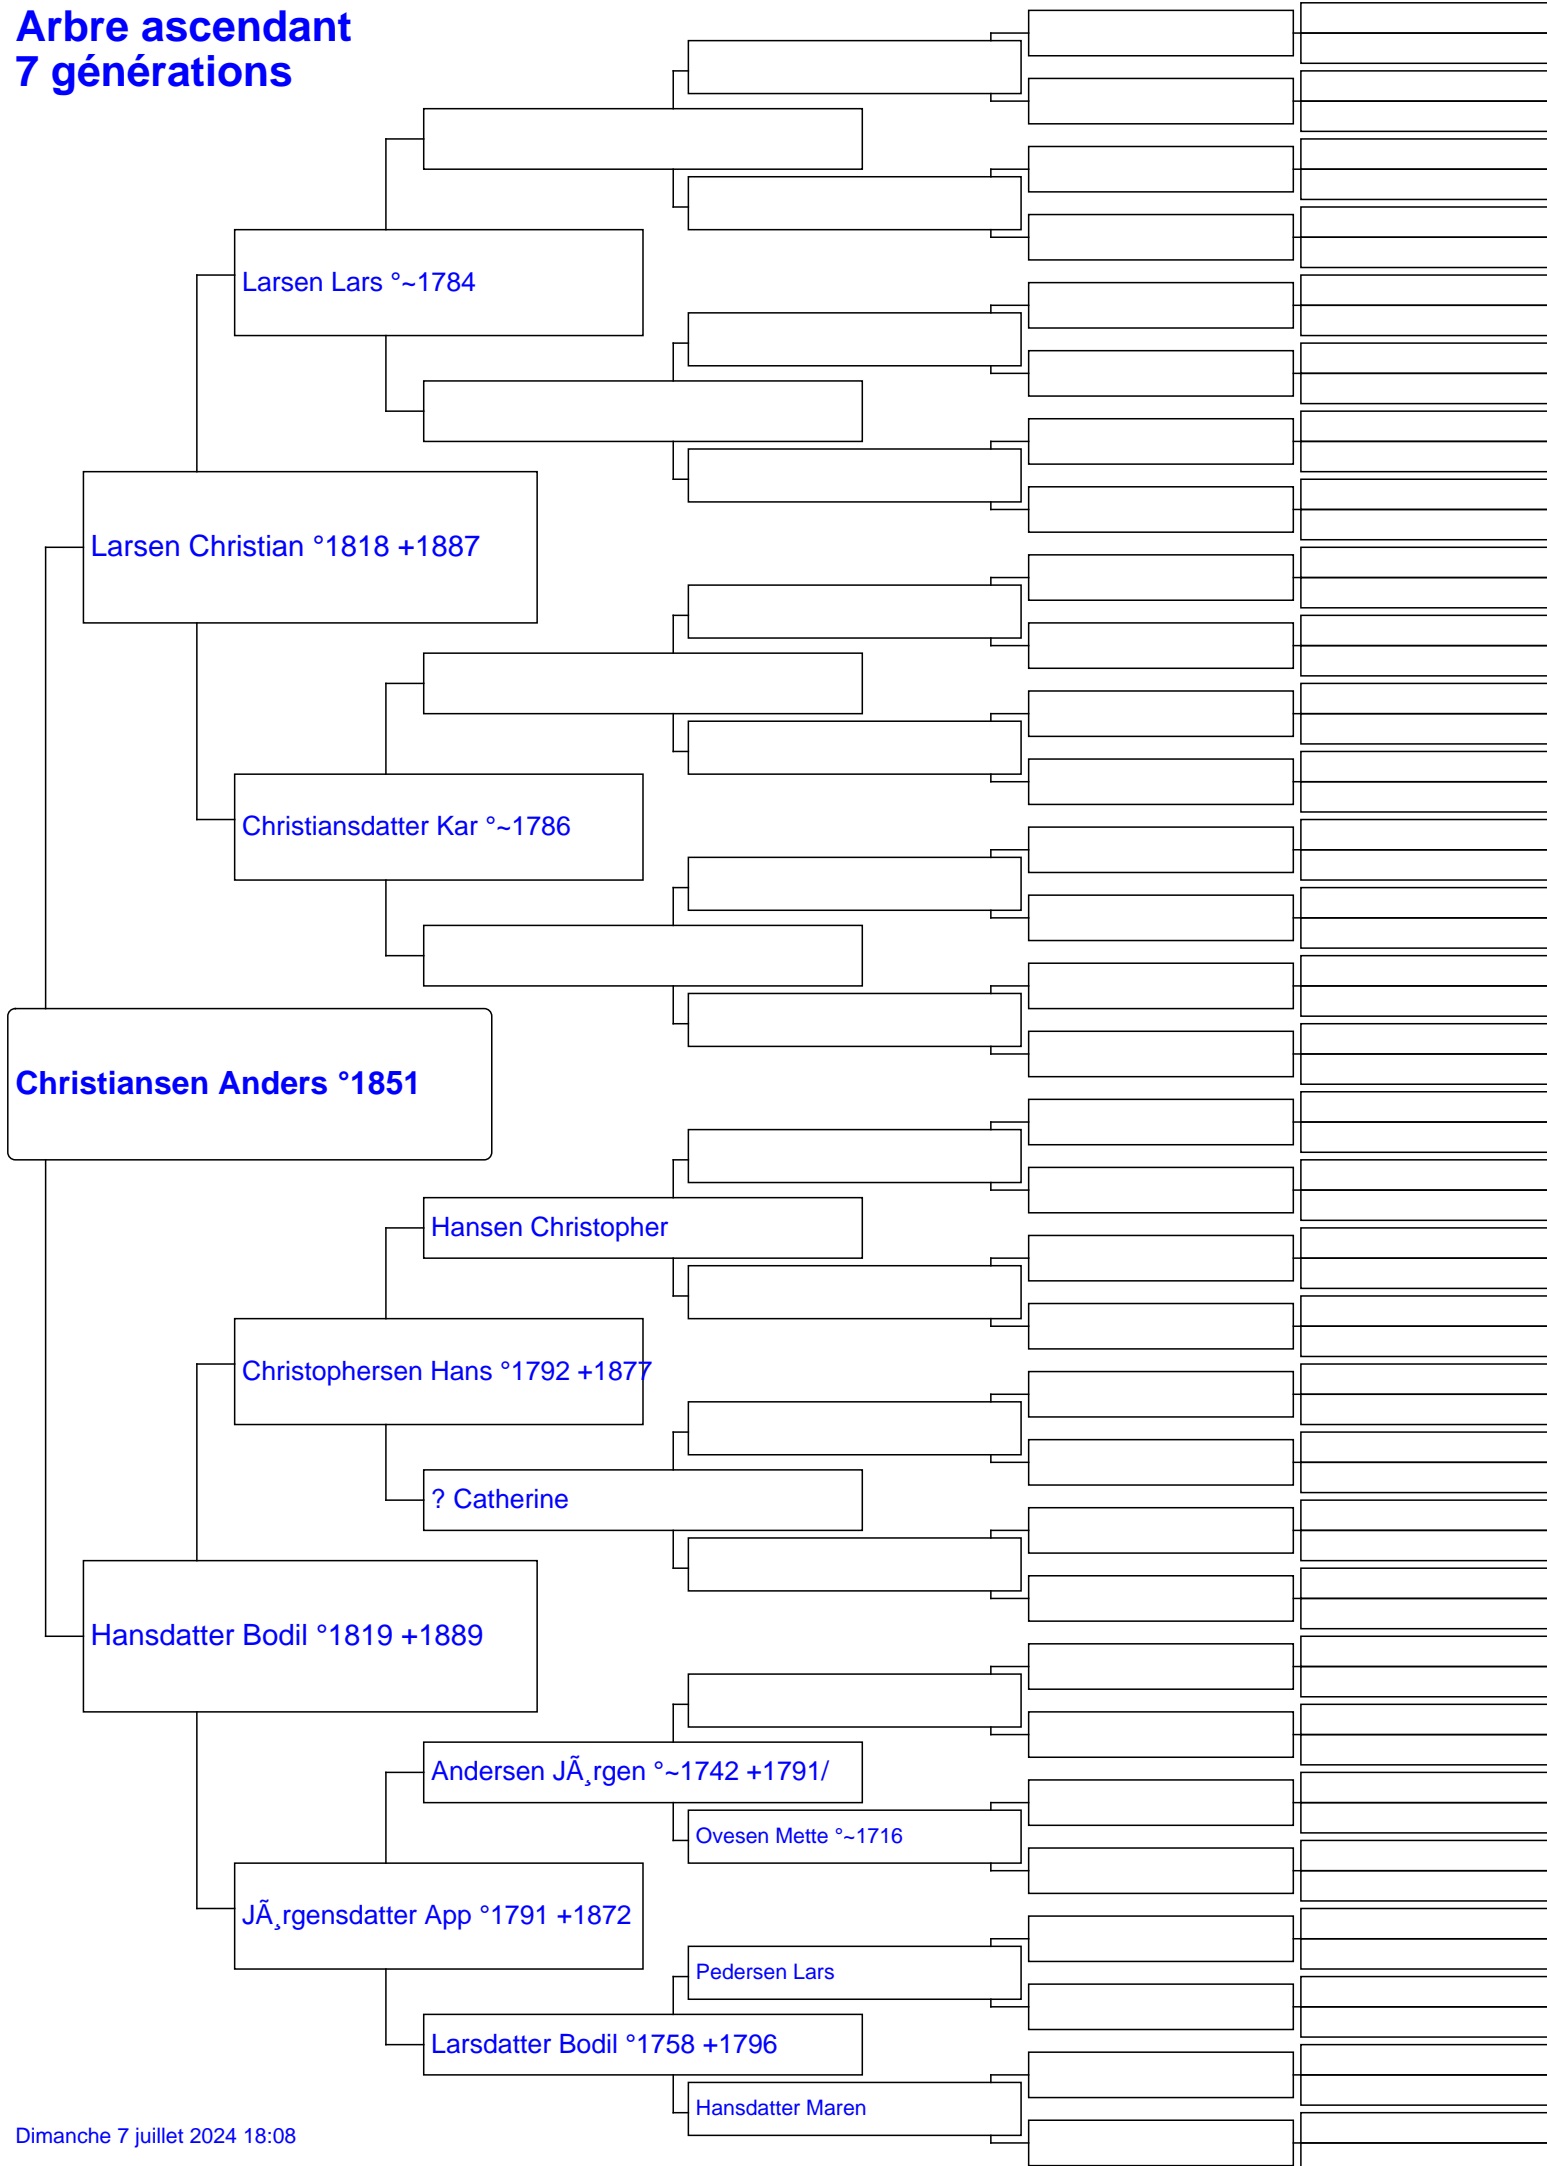 Arbre ascendant
7 générations
Larsen Lars °~1784
Larsen Christian °1818 +1887
Christiansdatter Kar °~1786
Christiansen Anders °1851
Hansen Christopher
Christophersen Hans °1792 +1877
? Catherine
Hansdatter Bodil °1819 +1889
Andersen JÃ¸rgen °~1742 +1791/
Ovesen Mette °~1716
JÃ¸rgensdatter App °1791 +1872
Pedersen Lars
Larsdatter Bodil °1758 +1796
Hansdatter Maren
Dimanche 7 juillet 2024 18:08